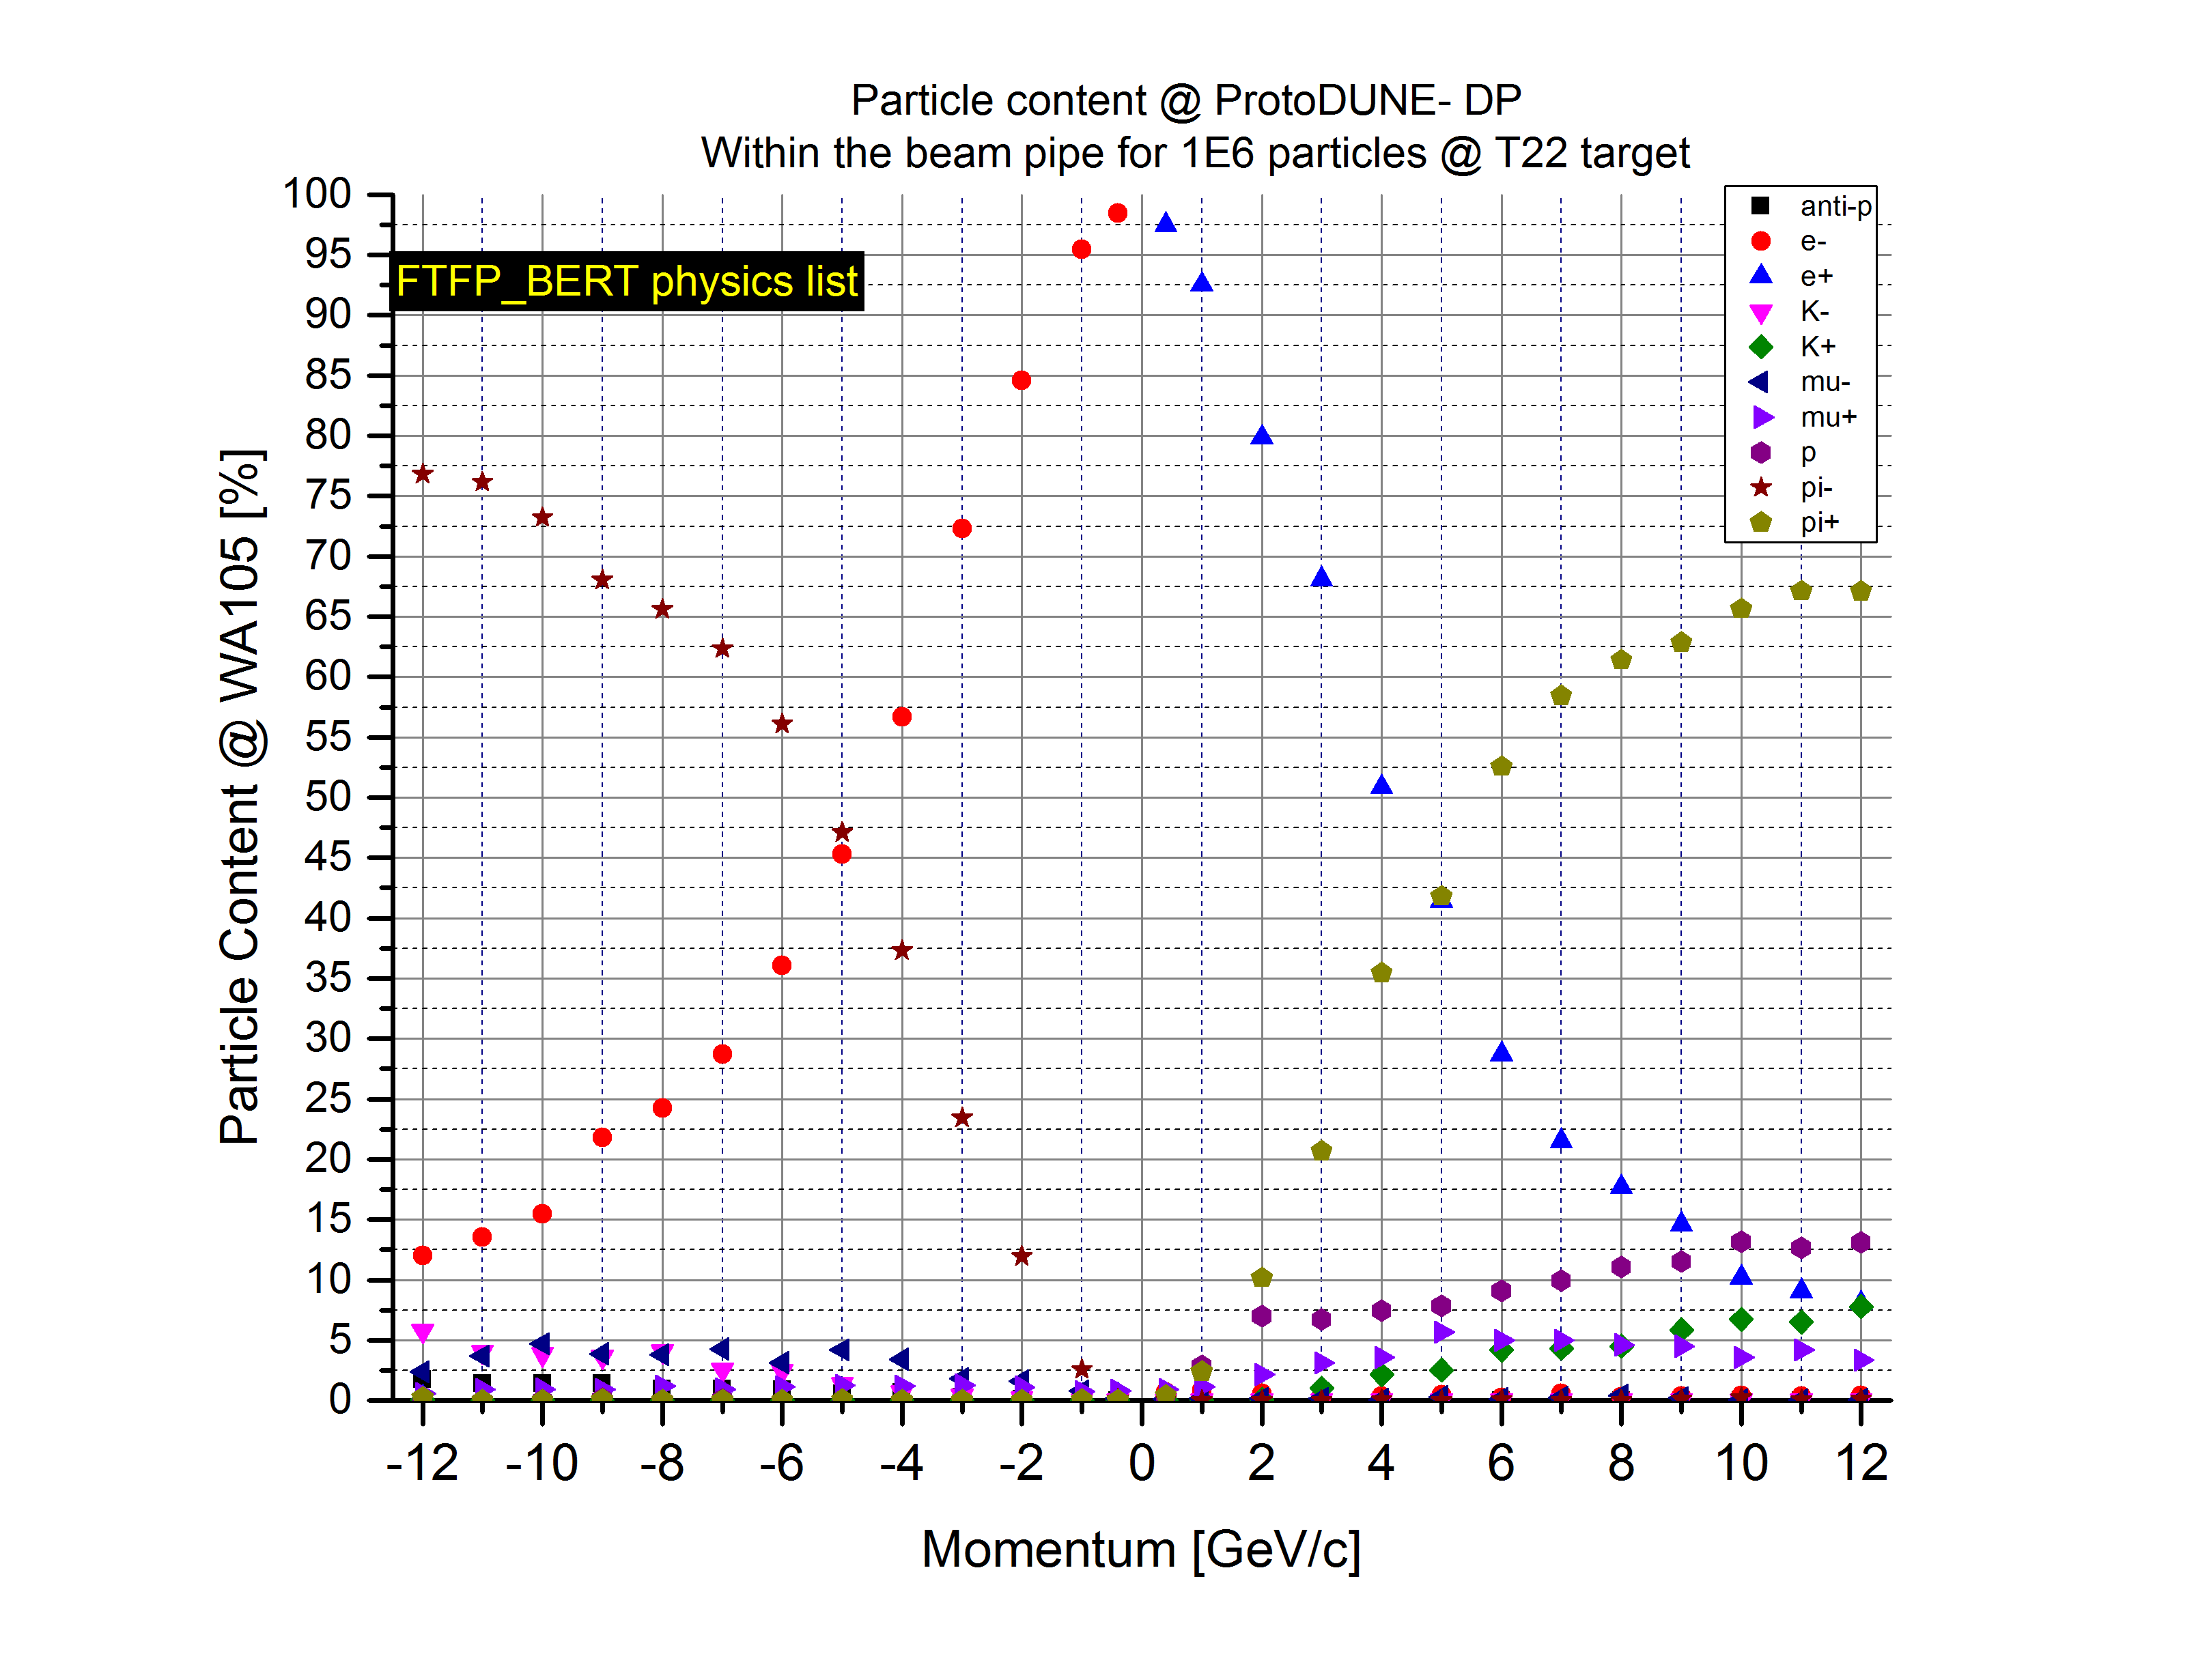 Particle content @ ProtoDUNE- DP
Within the beam pipe for 1E6 particles @ T22 target
FTFP_BERT physics list
anti-p
e-
e+
K-
K+
mu-
mu+
p
pi-
pi+
Particle Content @ WA105 [%]
100
95
90
85
80
75
70
65
60
55
50
45
40
35
30
25
20
15
10
5
0
-12 -10 -8 -6 -4 -2 0 2 4 6 8 10 12
Momentum [GeV/c]